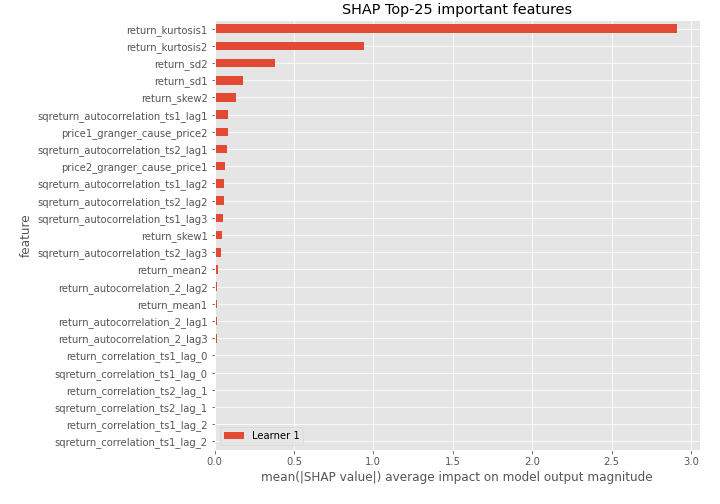 SHAP Top-25 important features
return_kurtosis1
return_kurtosis2
return_sd2
return_sd1
return_skew2
sqreturn_autocorrelation_ts1_lag1
price1_granger_cause_price2
sqreturn_autocorrelation_ts2_lag1
price2_granger_cause_price1
sqreturn_autocorrelation_ts1_lag2
sqreturn_autocorrelation_ts2_lag2
sqreturn_autocorrelation_ts1_lag3
return_skew1
sqreturn_autocorrelation_ts2_lag3
return_mean2
return_autocorrelation_2_lag2
return_mean1
return_autocorrelation_2_lag1
return_autocorrelation_2_lag3
return_correlation_ts1_lag_0
sqreturn_correlation_ts1_lag_0
return_correlation_ts2_lag_1
sqreturn_correlation_ts2_lag_1
return_correlation_ts1_lag_2
sqreturn_correlation_ts1_lag_2
feature
Learner 1
0.0 0.5 1.0 1.5 2.0 2.5 3.0
mean(|SHAP value|) average impact on model output magnitude